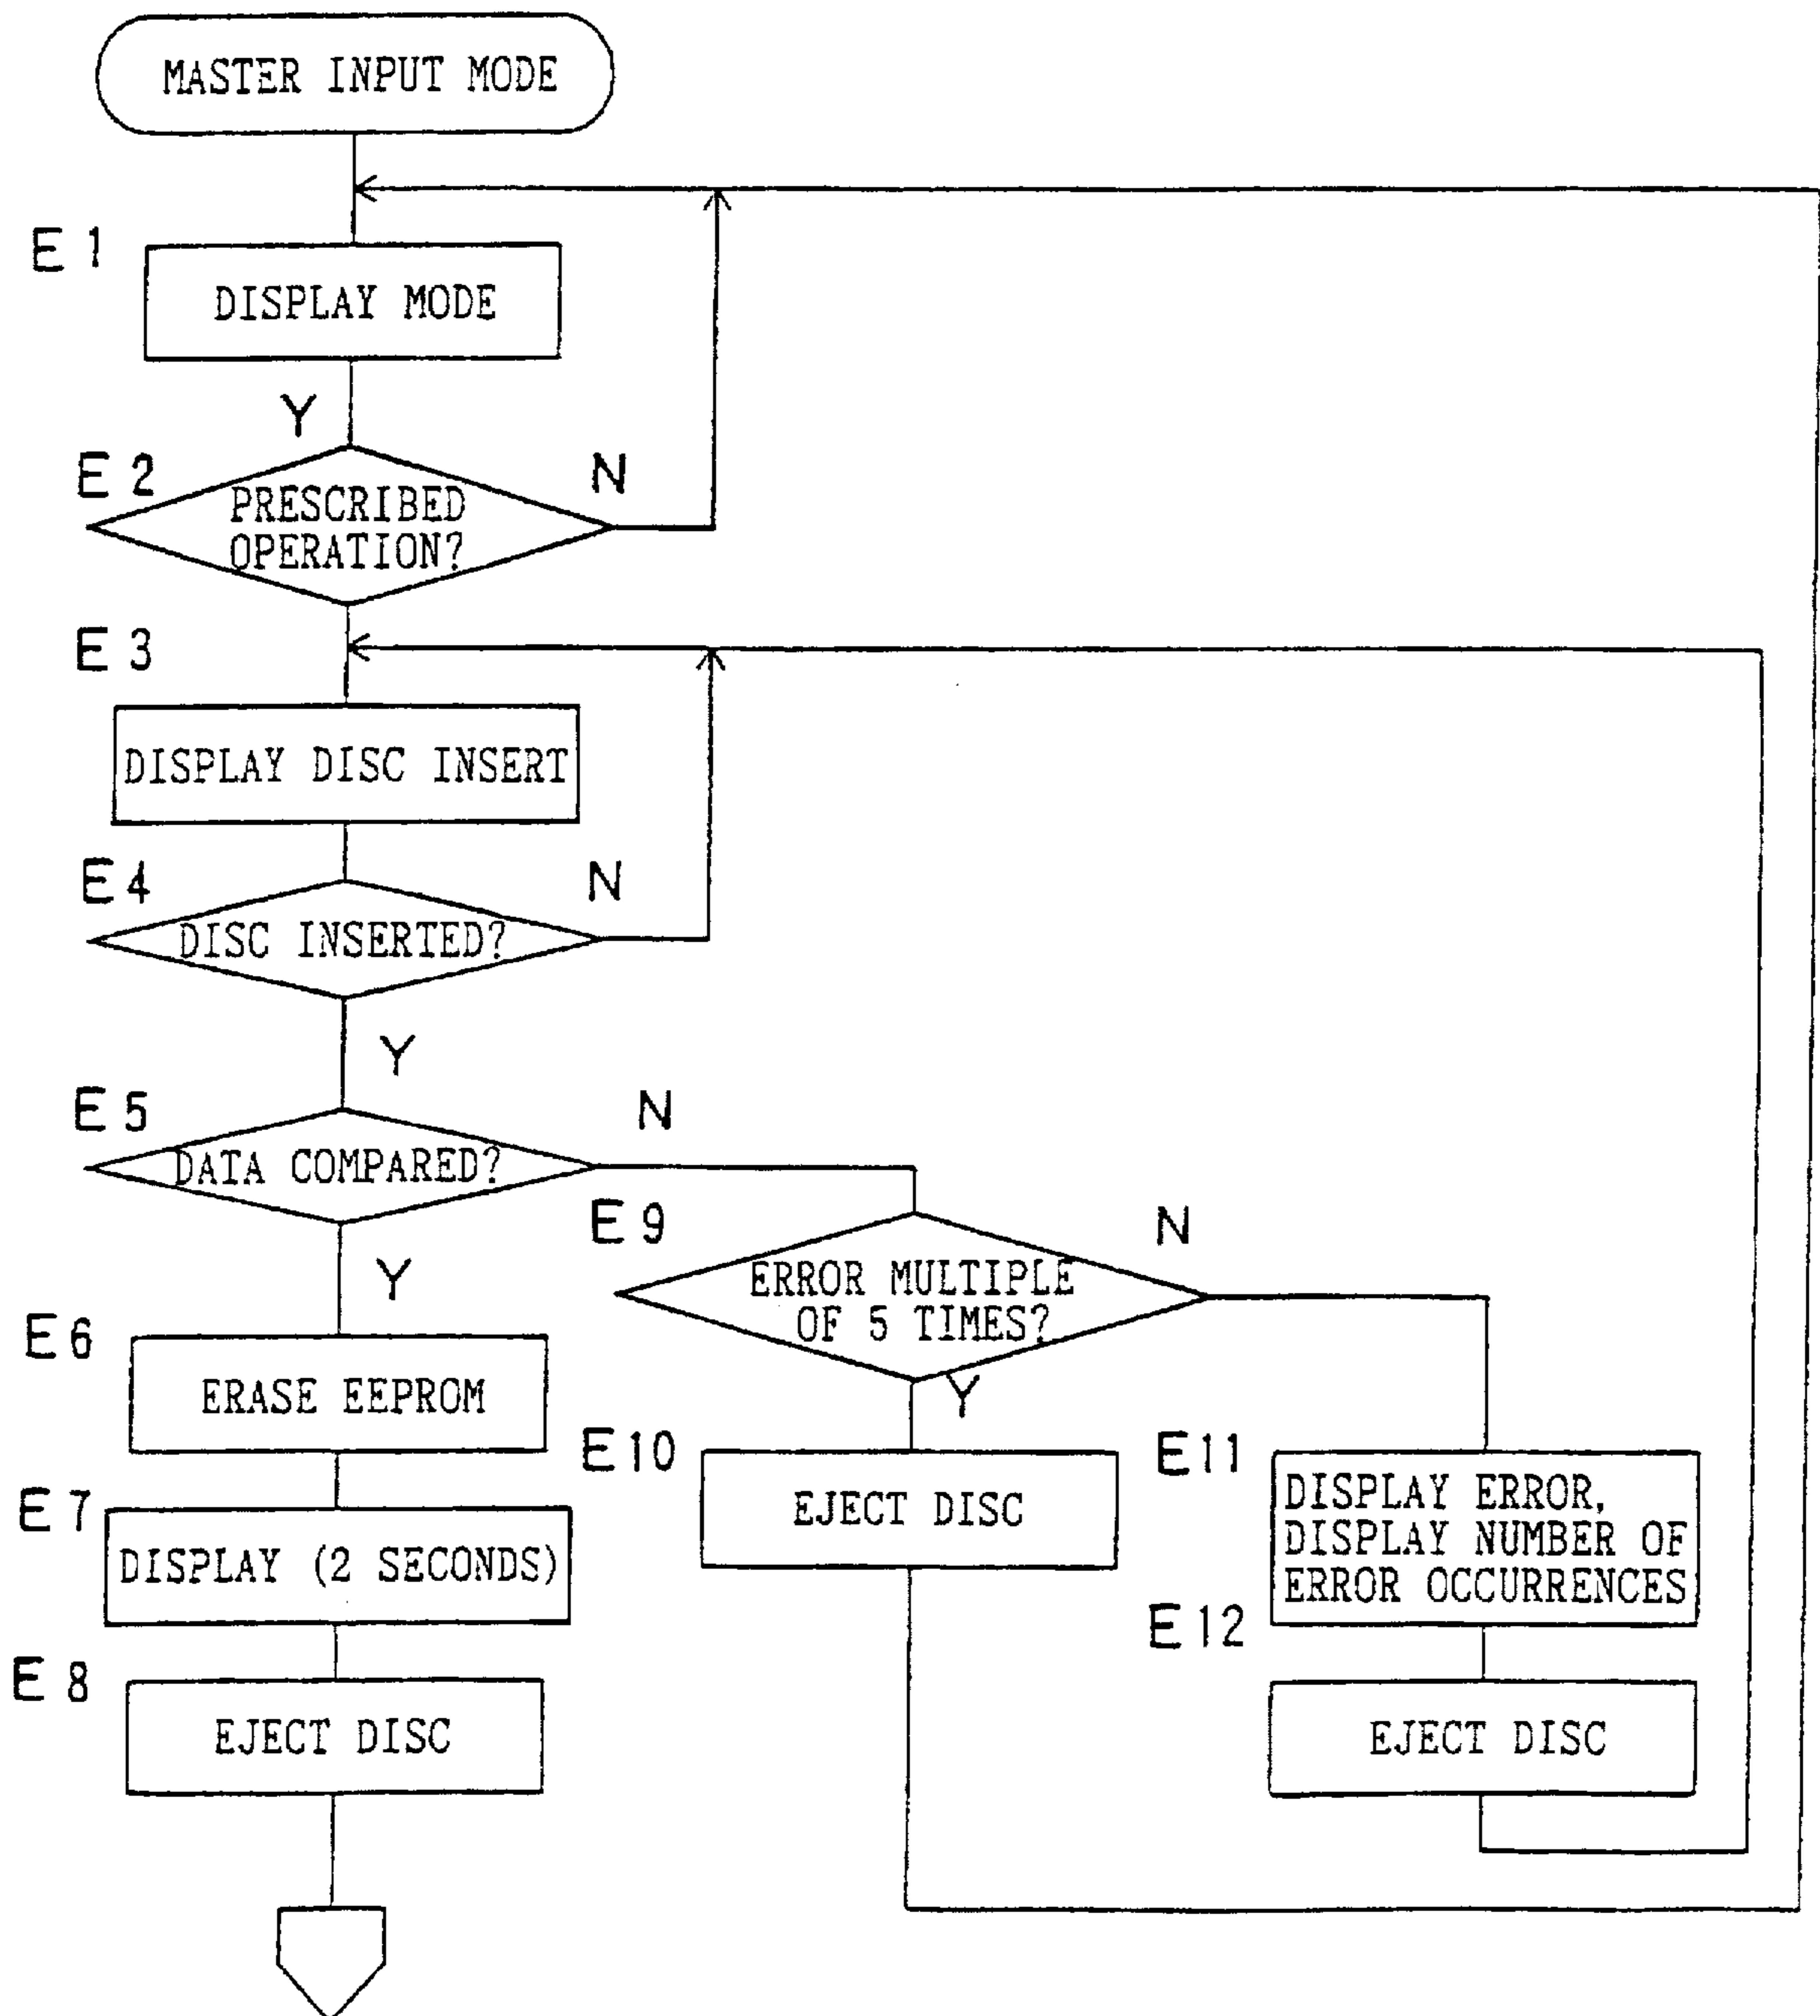 MASTER INPUT MODE
E1
DISPLAY MODE
Y
E2
N
PRESCRIBED
OPERATION?
E3
DISPLAY DISC INSERT
E4
N
DISC INSERTED?
Y
E5
N
DATA COMPARED?
E9
N
Y
ERROR MULTIPLE
OF 5 TIMES?
E6
Y
ERASE EEPROM
E10
EJECT DISC
E11
DISPLAY ERROR,
DISPLAY NUMBER OF
ERROR OCCURRENCES
E7
DISPLAY (2 SECONDS)
E12
E8
EJECT DISC
EJECT DISC